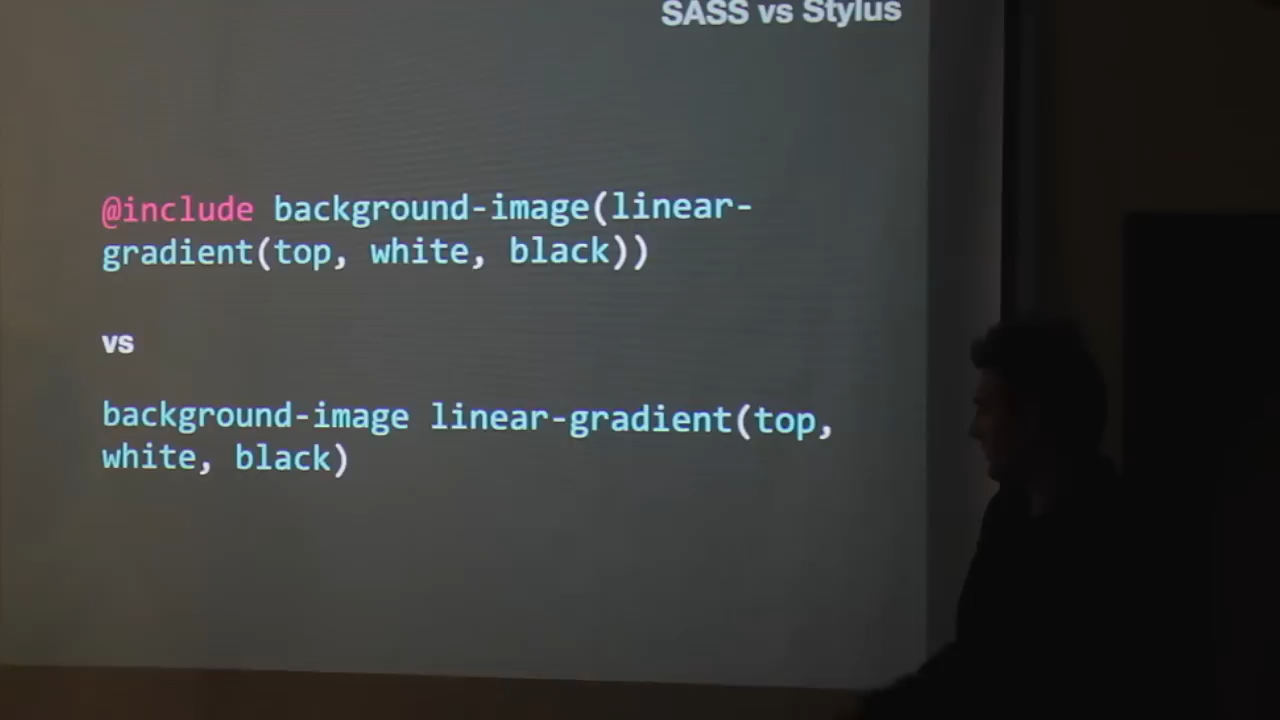 SASS vs Stylus
@include background-image(linear-
gradient(top, white, black))
vs
background-image linear-gradient(top,
white, black)